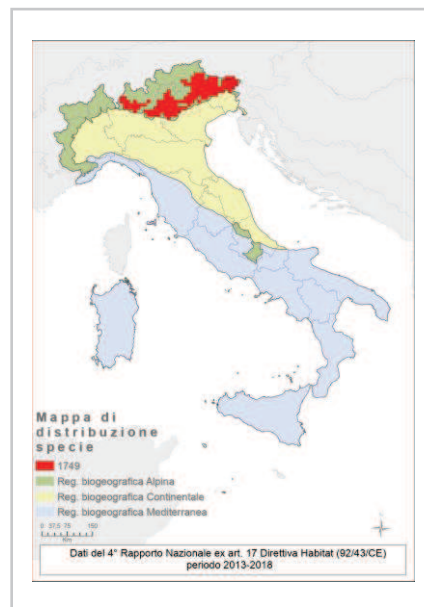 Mappa di
distribuzione
specie
1749
Reg. biogeografica Alpina
Reg. biogeografica Continentale
Reg. biogeografica Mediterranea
0 37,5 75 150
Km
Dati del 4° Rapporto Nazionale ex art. 17 Direttiva Habitat (92/43/CE)
periodo 2013-2018